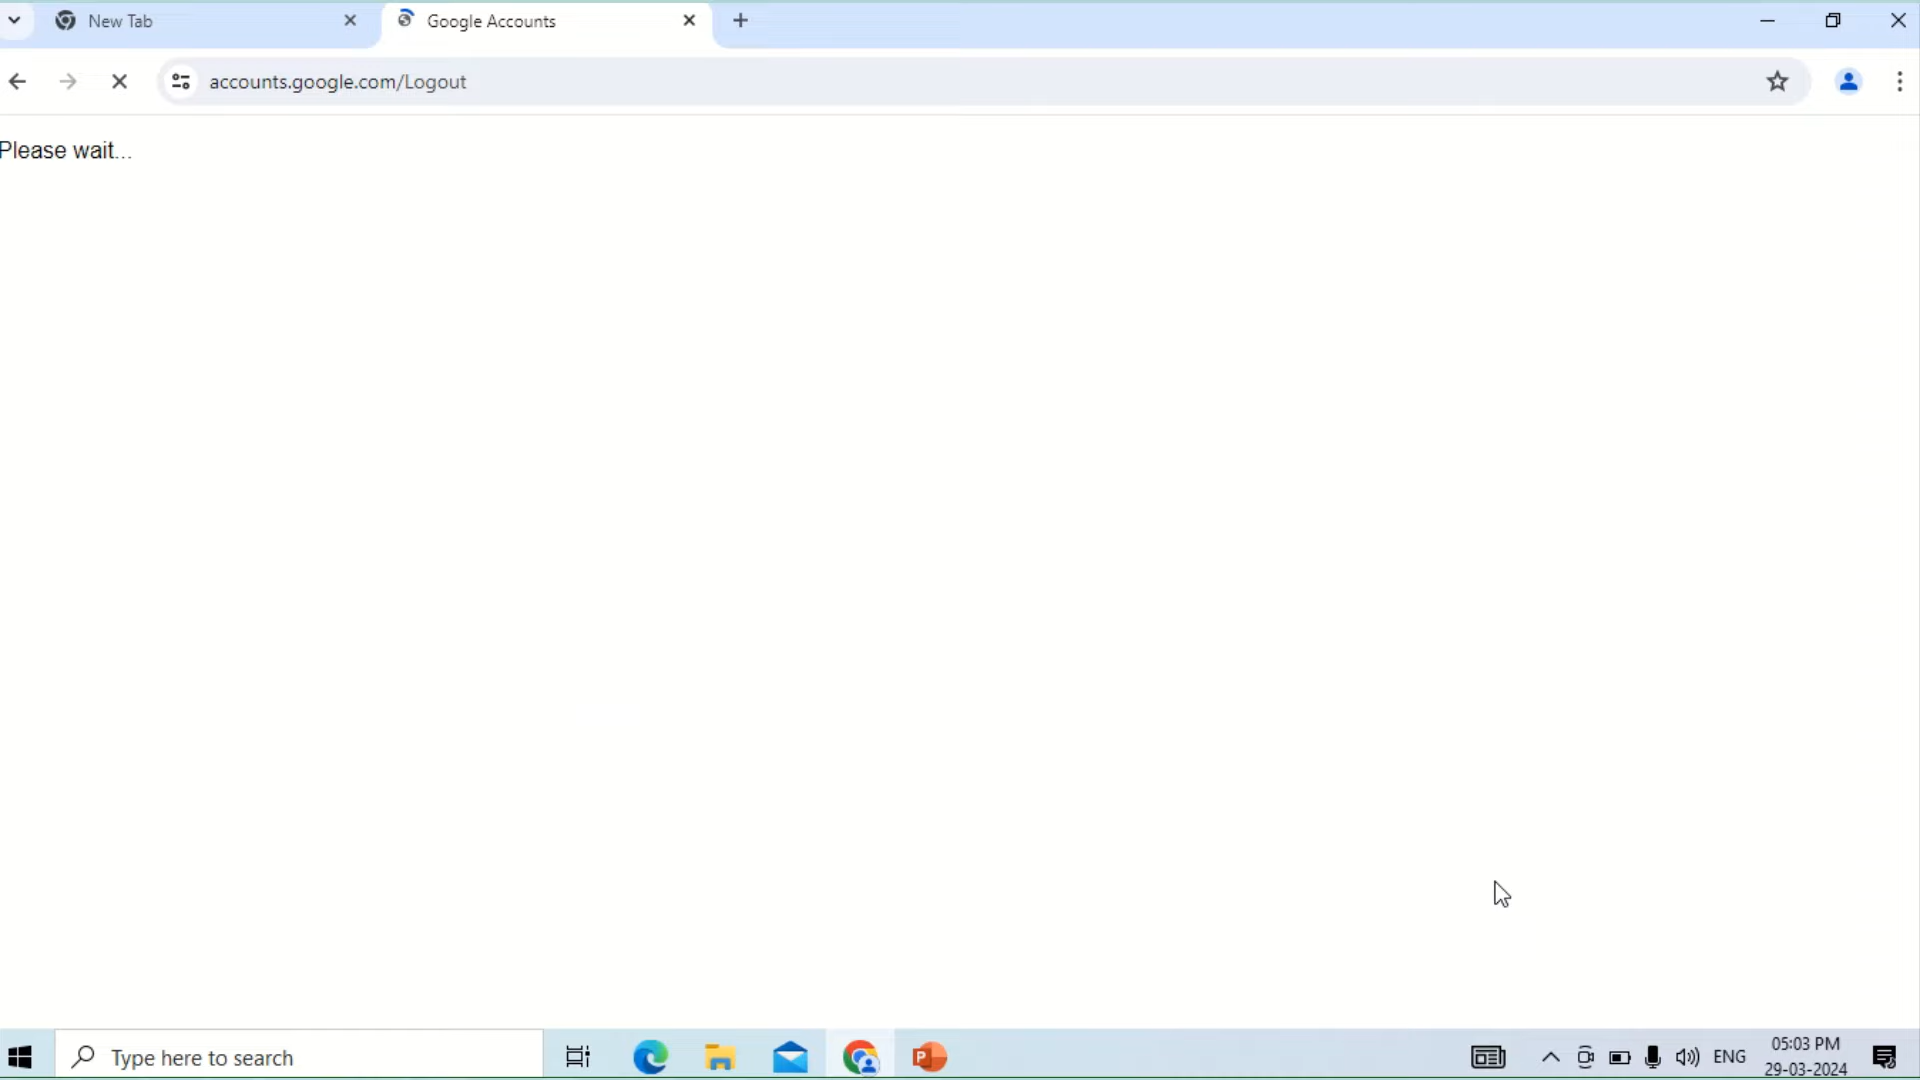 New Tab
Google Accounts
accounts.google.com/Logout
Please wait...
Type here to search
ENG
05:03 PM
29-03-2024